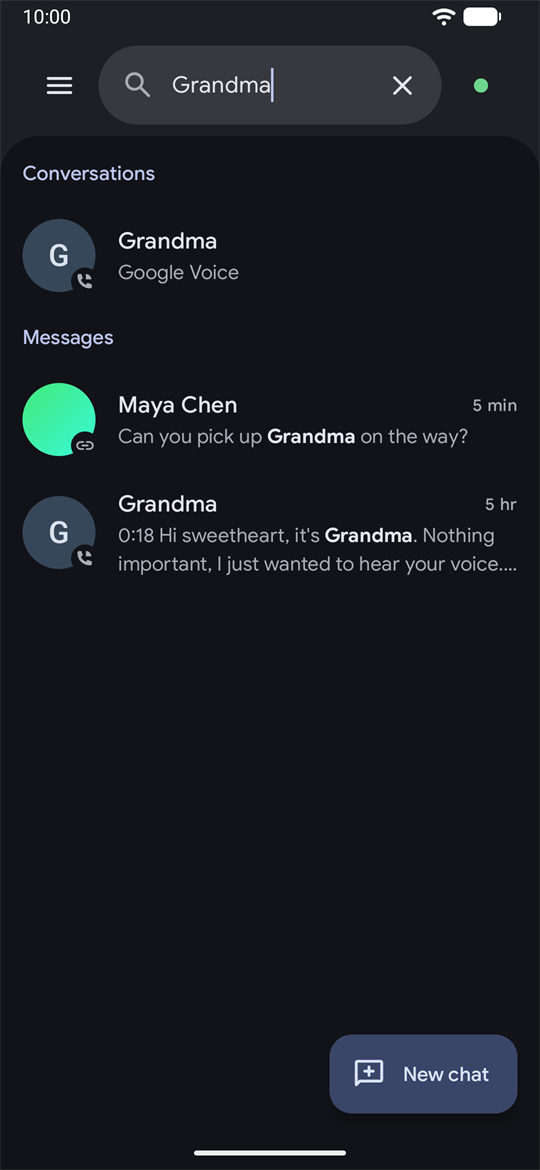 10:00
Grandma
Conversations
G
Grandma
Google Voice
Messages
Maya Chen
5 min
Can you pick up Grandma on the way?
G
Grandma
5 hr
0:18 Hi sweetheart, it's Grandma. Nothing
important, I just wanted to hear your voice....
New chat